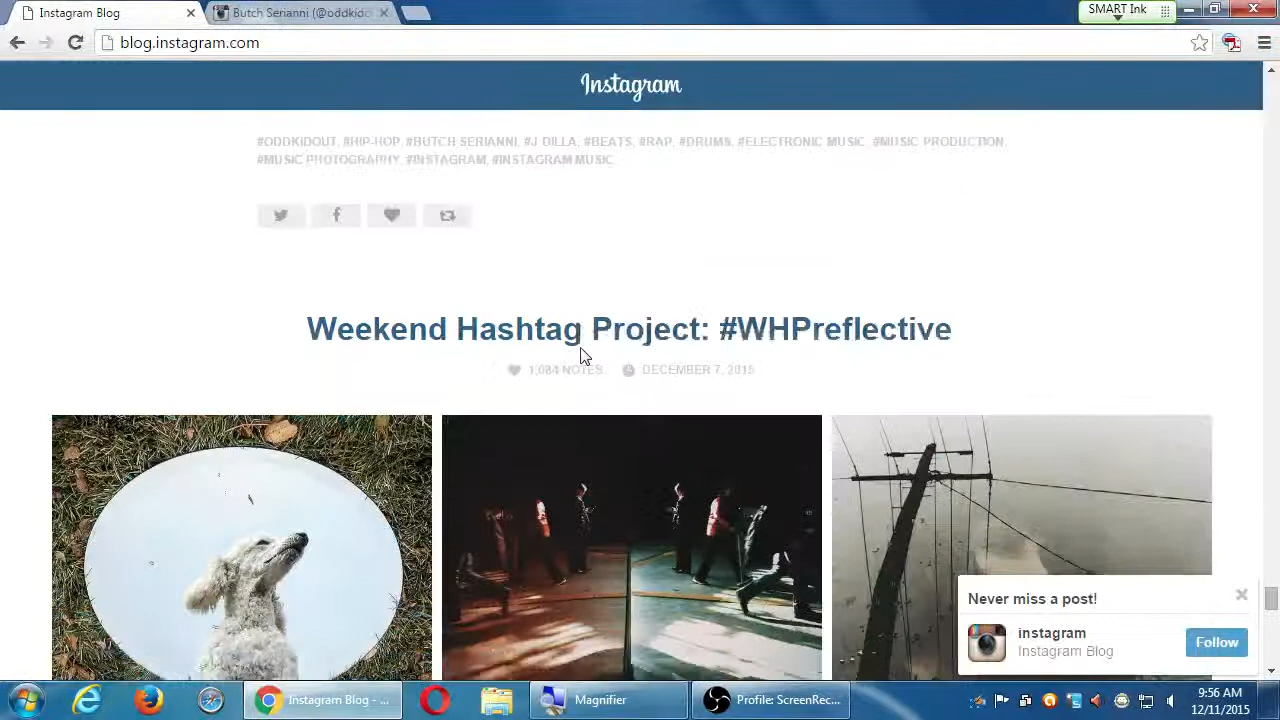 Instagram Blog
Butch Serianni (@oddkido
SMART Ink
blog.instagram.com
Instagram
#ODDKIDOUT, #HIP-HOP, #BUTCH SERIANNI, #J DILLA, #BEATS, #RAP, #DRUMS, #ELECTRONIC MUSIC, #MUSIC PRODUCTION,
#MUSIC PHOTOGRAPHY, #INSTAGRAM, #INSTAGRAM MUSIC
Weekend Hashtag Project: #WHPreflective
1,084 NOTES
DECEMBER 7, 2015
Never miss a post!
instagram
Instagram Blog
Follow
Instagram Blog - ...
Magnifier
Profile: ScreenRec...
9:56 AM
12/11/2015